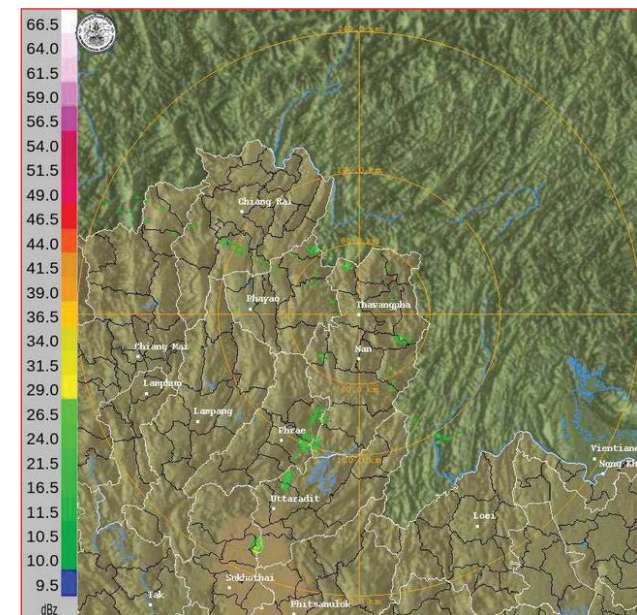 66.5
64.0
61.5
59.0
56.5
54.0
51.5
49.0
46.5
44.0
41.5
39.0
36.5
34.0
31.5
29.0
26.5
24.0
21.5
16.5
11.5
10.5
10.0
9.5
dBz
Chiang Rai
Phayao
Thawangpha
Chiang Mai
Nan
Lamphun
Lampang
Phrae
Vientiane
Nong Kh
Uttaradit
Loei
Sukhothai
Tak
Phitsanulok